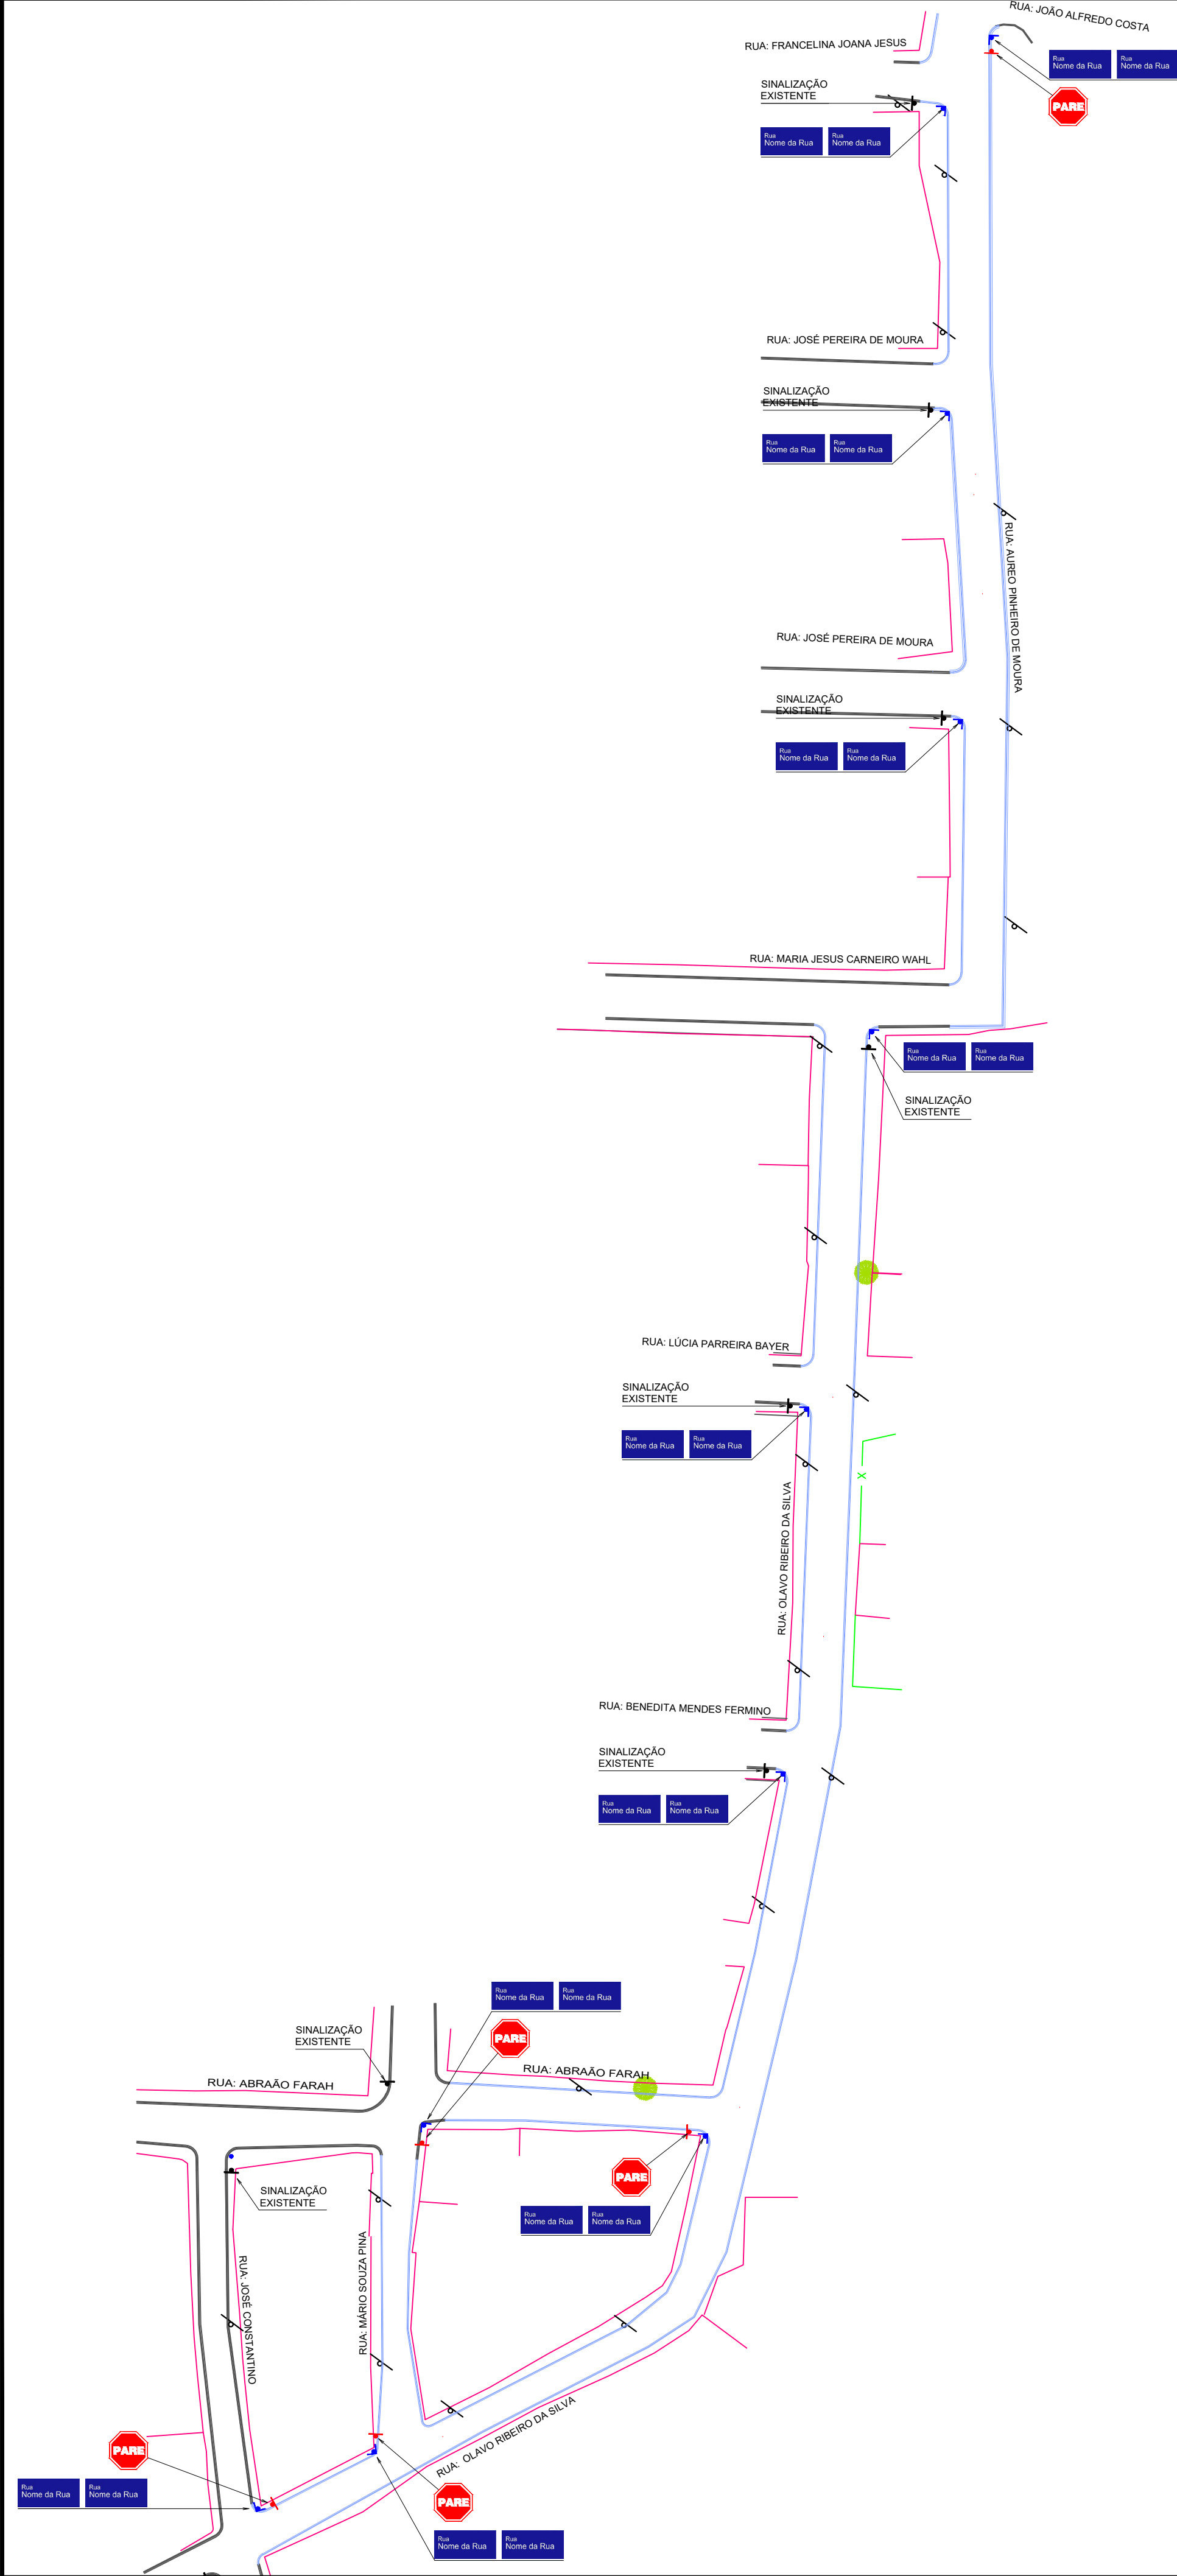 RUA: JOÃO ALFREDO COSTA
RUA: FRANCELINA JOANA JESUS
Rua
Nome da Rua
Rua
Nome da Rua
PARE
SINALIZAÇÃO
EXISTENTE
Rua
Nome da Rua
Rua
Nome da Rua
RUA: JOSÉ PEREIRA DE MOURA
SINALIZAÇÃO
EXISTENTE
Rua
Nome da Rua
Rua
Nome da Rua
RUA: AUREO PINHEIRO DE MOURA
RUA: JOSÉ PEREIRA DE MOURA
SINALIZAÇÃO
EXISTENTE
Rua
Nome da Rua
Rua
Nome da Rua
RUA: MARIA JESUS CARNEIRO WAHL
Rua
Nome da Rua
Rua
Nome da Rua
SINALIZAÇÃO
EXISTENTE
RUA: LÚCIA PARREIRA BAYER
SINALIZAÇÃO
EXISTENTE
Rua
Nome da Rua
Rua
Nome da Rua
X
RUA: OLAVO RIBEIRO DA SILVA
RUA: BENEDITA MENDES FERMINO
SINALIZAÇÃO
EXISTENTE
Rua
Nome da Rua
Rua
Nome da Rua
Rua
Nome da Rua
Rua
Nome da Rua
PARE
SINALIZAÇÃO
EXISTENTE
RUA: ABRAÃO FARAH
RUA: ABRAÃO FARAH
PARE
SINALIZAÇÃO
EXISTENTE
Rua
Nome da Rua
Rua
Nome da Rua
RUA: JOSÉ CONSTANTINO
RUA: MÁRIO SOUZA PINA
RUA: OLAVO RIBEIRO DA SILVA
PARE
Rua
Nome da Rua
Rua
Nome da Rua
PARE
Rua
Nome da Rua
Rua
Nome da Rua